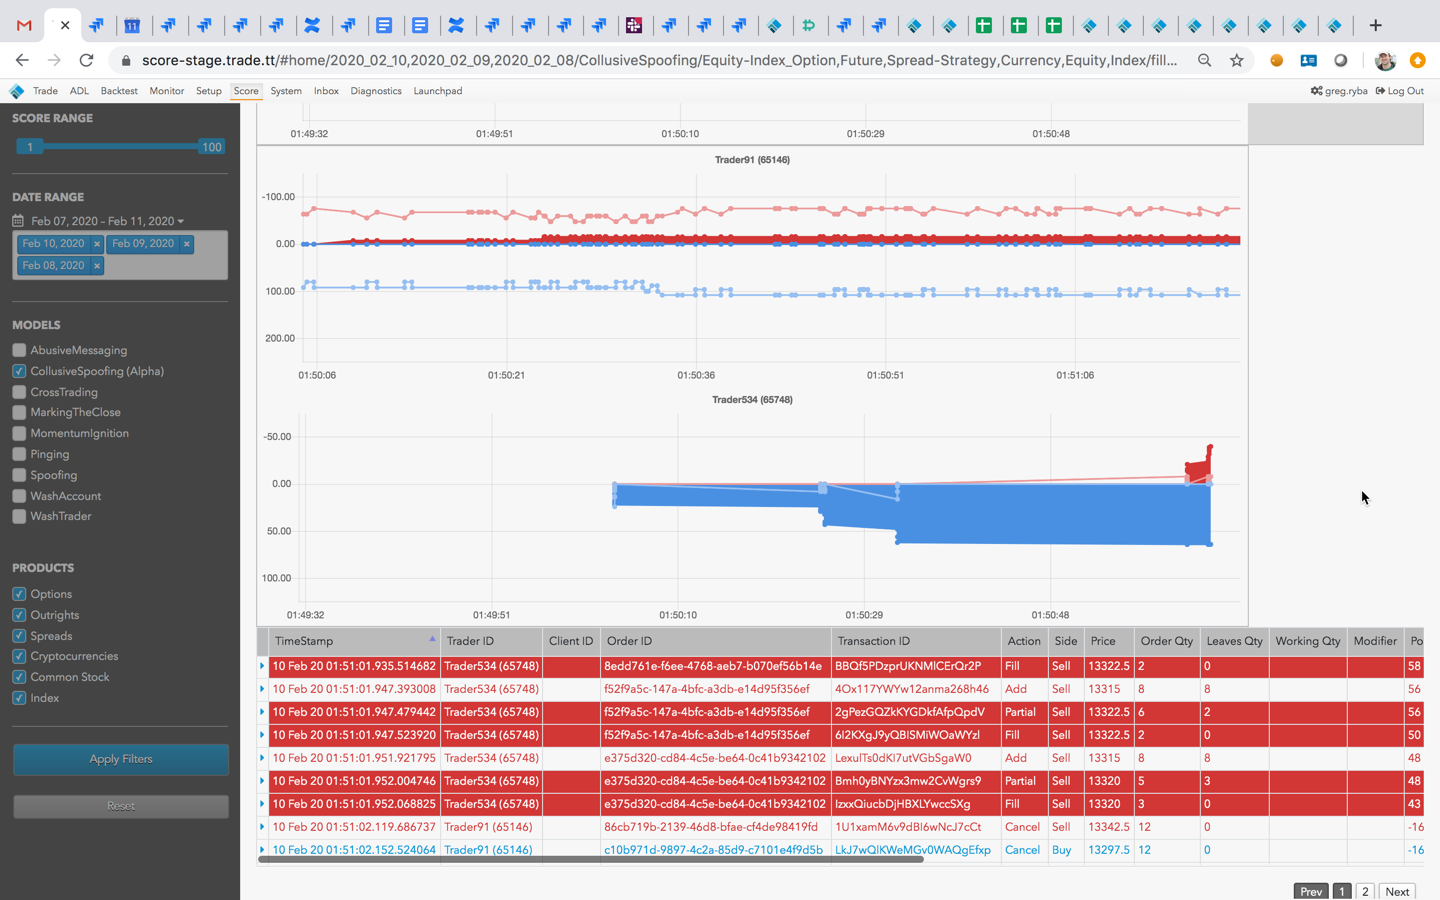 11
score-stage.trade.tt/#home/2020_02_10,2020_02_09,2020_02_08/CollusiveSpoofing/Equity-Index_Option,Future,Spread-Strategy,Currency,Equity,Index/fill...
Trade ADL Backtest Monitor Setup Score System Inbox Diagnostics Launchpad greg.ryba Log Out
SCORE RANGE
1 100
DATE RANGE
Feb 07, 2020 - Feb 11, 2020
Feb 10, 2020 × Feb 09, 2020 ×
Feb 08, 2020 ×
MODELS
AbusiveMessaging
CollusiveSpoofing (Alpha)
CrossTrading
MarkingTheClose
MomentumIgnition
Pinging
Spoofing
WashAccount
WashTrader
PRODUCTS
Options
Outrights
Spreads
Cryptocurrencies
Common Stock
Index
Apply Filters
Reset
01:49:32 01:49:51 01:50:10 01:50:29 01:50:48
Trader91 (65146)
-100.00
0.00
100.00
200.00
01:50:06 01:50:21 01:50:36 01:50:51 01:51:06
Trader534 (65748)
-50.00
0.00
50.00
100.00
01:49:32 01:49:51 01:50:10 01:50:29 01:50:48
TimeStamp Trader ID Client ID Order ID Transaction ID Action Side Price Order Qty Leaves Qty Working Qty Modifier Po
10 Feb 20 01:51:01.935.514682 Trader534 (65748) 8edd761e-f6ee-4768-aeb7-b070ef56b14e BBQf5PDzprUKNMlCErQr2P Fill Sell 13322.5 2 0 58
10 Feb 20 01:51:01.947.393008 Trader534 (65748) f52f9a5c-147a-4bfc-a3db-e14d95f356ef 4Ox117YWYw12anma268h46 Add Sell 13315 8 8 56
10 Feb 20 01:51:01.947.479442 Trader534 (65748) f52f9a5c-147a-4bfc-a3db-e14d95f356ef 2gPezGQZkKYGDkfAfpQpdV Partial Sell 13322.5 6 2 56
10 Feb 20 01:51:01.947.523920 Trader534 (65748) f52f9a5c-147a-4bfc-a3db-e14d95f356ef 6I2KXgJ9yQBISMiWOaWYzl Fill Sell 13322.5 2 0 50
10 Feb 20 01:51:01.951.921795 Trader534 (65748) e375d320-cd84-4c5e-be64-0c41b9342102 LexulTs0dKI7utVGbSgaW0 Add Sell 13315 8 8 48
10 Feb 20 01:51:01.952.004746 Trader534 (65748) e375d320-cd84-4c5e-be64-0c41b9342102 Bmh0yBNYzx3mw2CvWgrs9 Partial Sell 13320 5 3 48
10 Feb 20 01:51:01.952.068825 Trader534 (65748) e375d320-cd84-4c5e-be64-0c41b9342102 IzxxQiucbDjHBXLYwccSXg Fill Sell 13320 3 0 43
10 Feb 20 01:51:02.119.686737 Trader91 (65146) 86cb719b-2139-46d8-bfae-cf4de98419fd 1U1xamM6v9dBI6wNcJ7cCt Cancel Sell 13342.5 12 0 -16
10 Feb 20 01:51:02.152.524064 Trader91 (65146) c10b971d-9897-4c2a-85d9-c7101e4f9d5b LkJ7wQlKWeMGv0WAQgEfxp Cancel Buy 13297.5 12 0 -16
Prev 1 2 Next